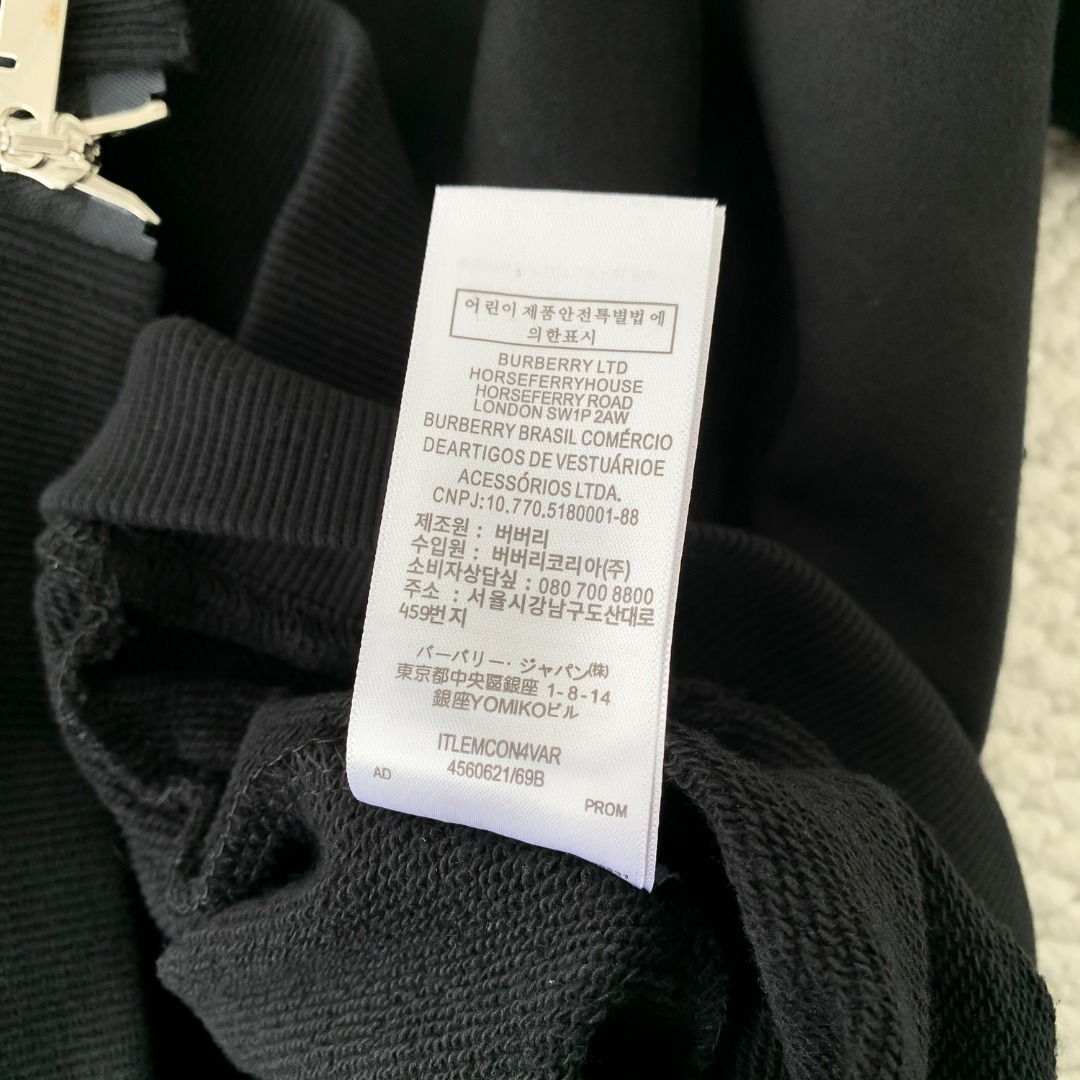 어린이제품안전특별법에
의한표시
BURBERRY LTD
HORSEFERRYHOUSE
HORSEFERRY ROAD
LONDON SW1P 2AW
BURBERRY BRASIL COMÉRCIO
DEARTIGOS DE VESTUÁRIOE
ACESSÓRIOS LTDA.
CNPJ:10.770.5180001-88
제조원 : 버버리
수입원 : 버버리코리아(주)
소비자상답싶 : 080 700 8800
주소 : 서율시강남구도산대로
459번지
バーバリー・ジャパン(株)
東京都中央區銀座 1-8-14
銀座YOMIKOビル
ITLEMCON4VAR
4560621/69B
AD
PROM